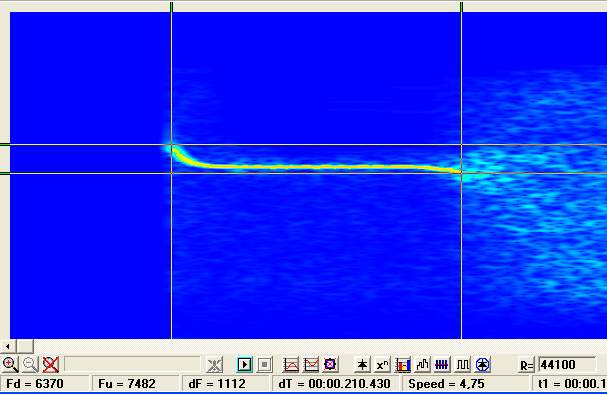 xⁿ R= 44100
Fd = 6370 Fu = 7482 dF = 1112 dT = 00:00.210.430 Speed = 4,75 t1 = 00:00.1